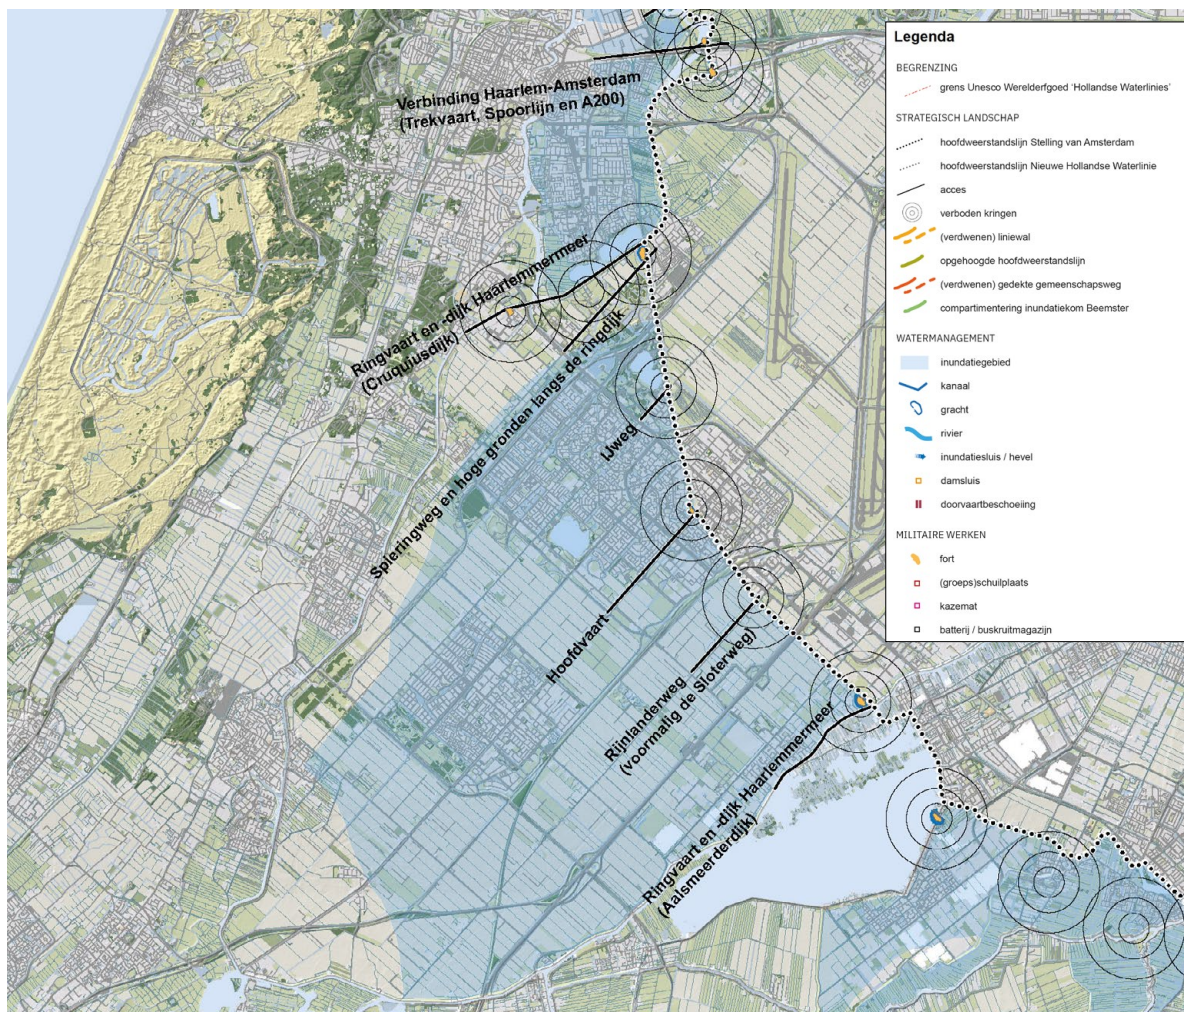 Verbinding Haarlem-Amsterdam
(Trekvaart, Spoorlijn en A200)
Ringvaart en -dijk Haarlemmermeer
(Cruquiusdijk)
Spieringweg en hoge gronden langs de ringdijk
IJweg
Hoofdvaart
Rijnlanderweg
(voormalig de Sloterweg)
Ringvaart en -dijk Haarlemmermeer
(Aalsmeerderdijk)
Legenda
BEGRENZING
grens Unesco Werelderfgoed 'Hollandse Waterlinies'
STRATEGISCH LANDSCHAP
hoofdweerstandslijn Stelling van Amsterdam
hoofdweerstandslijn Nieuwe Hollandse Waterlinie
acces
verboden kringen
(verdwenen) liniewal
opgehoogde hoofdweerstandslijn
(verdwenen) gedekte gemeenschapsweg
compartimentering inundatiekom Beemster
WATERMANAGEMENT
inundatiegebied
kanaal
gracht
rivier
inundatiesluis / hevel
damsluis
doorvaartbeschoeiing
MILITAIRE WERKEN
fort
(groeps)schuilplaats
kazemat
batterij / buskruitmagazijn